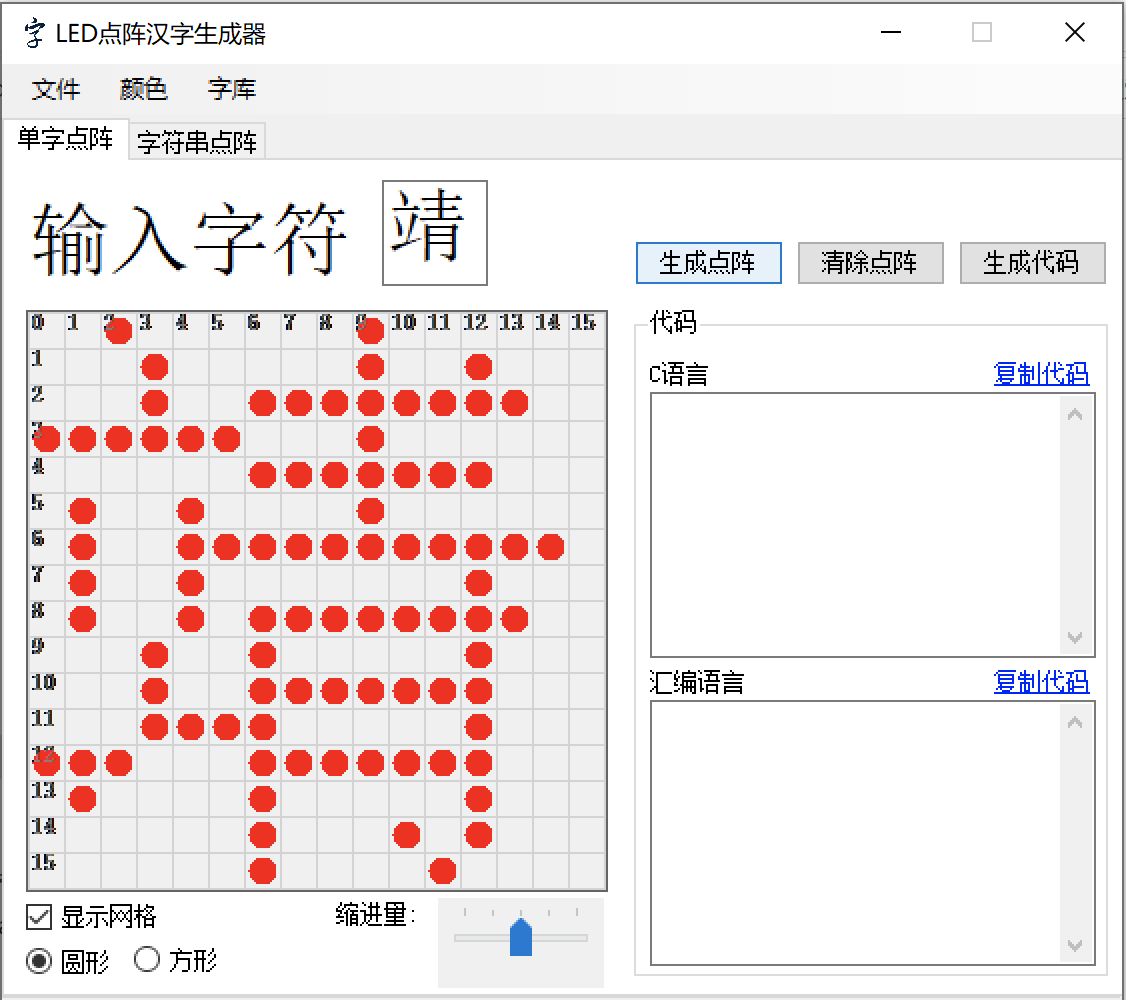 字 LED点阵汉字生成器
文件 颜色 字库
单字点阵 字符串点阵
输入字符 靖
生成点阵 清除点阵 生成代码
0 1 2 3 4 5 6 7 8 9 10 11 12 13 14 15
1
2
3
4
5
6
7
8
9
10
11
12
13
14
15
代码
C语言 复制代码
汇编语言 复制代码
显示网格 缩进量:
圆形 方形